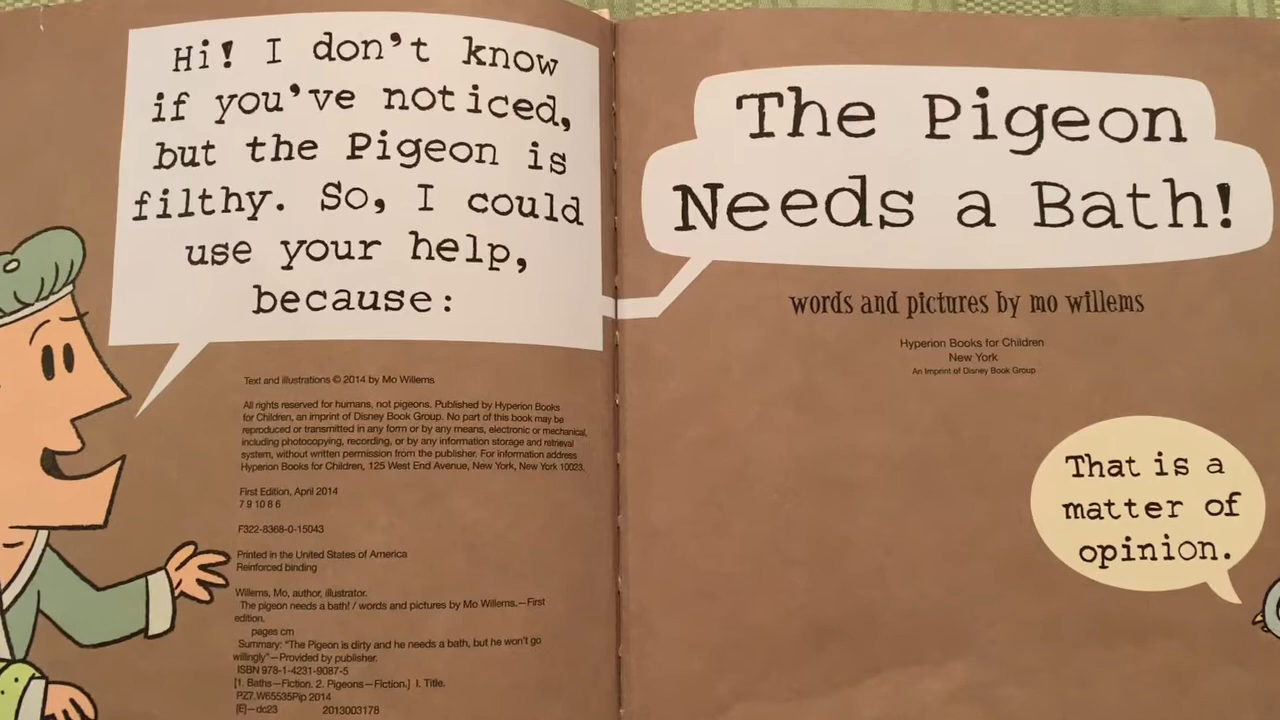 Hi! I don't know
if you've noticed,
but the Pigeon is
filthy. So, I could
use your help,
because:
Text and illustrations © 2014 by Mo Willems
All rights reserved for humans, not pigeons. Published by Hyperion Books
for Children, an imprint of Disney Book Group. No part of this book may be
reproduced or transmitted in any form or by any means, electronic or mechanical,
including photocopying, recording, or by any information storage and retrieval
system, without written permission from the publisher. For information address
Hyperion Books for Children, 125 West End Avenue, New York, New York 10023.
First Edition, April 2014
7 9 10 8 6
F322-8368-0-15043
Printed in the United States of America
Reinforced binding
Willems, Mo, author, illustrator.
The pigeon needs a bath! / words and pictures by Mo Willems.—First
edition.
pages cm
Summary: "The Pigeon is dirty and he needs a bath, but he won't go
willingly"—Provided by publisher.
ISBN 978-1-4231-9087-5
[1. Baths—Fiction. 2. Pigeons—Fiction.] I. Title.
PZ7.W65535Pip 2014
[E]—dc23 2013003178
The Pigeon
Needs a Bath!
words and pictures by mo willems
Hyperion Books for Children
New York
An Imprint of Disney Book Group
That is a
matter of
opinion.